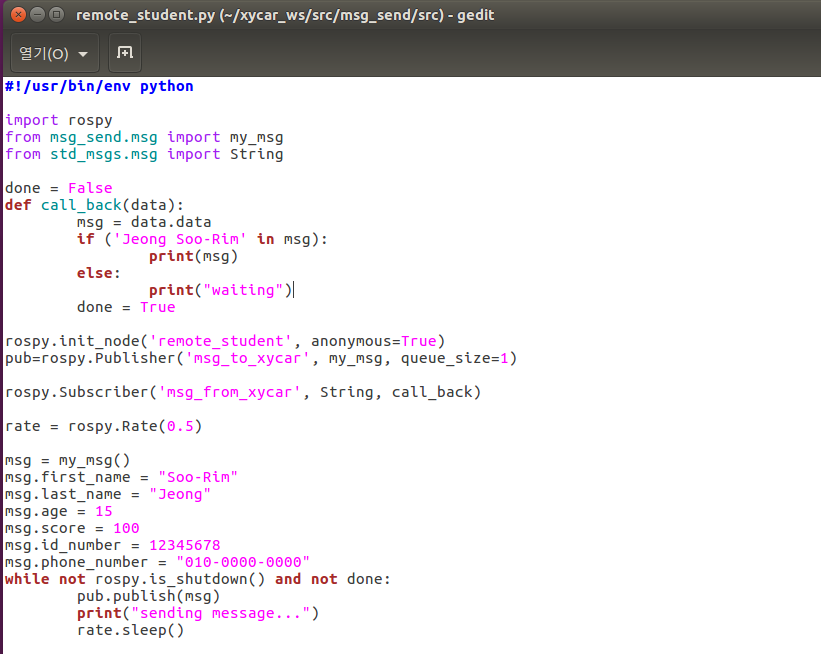 remote_student.py (~/xycar_ws/src/msg_send/src) - gedit
열기(O)
#!/usr/bin/env python

import rospy
from msg_send.msg import my_msg
from std_msgs.msg import String

done = False
def call_back(data):
        msg = data.data
        if ('Jeong Soo-Rim' in msg):
                print(msg)
        else:
                print("waiting")
        done = True

rospy.init_node('remote_student', anonymous=True)
pub=rospy.Publisher('msg_to_xycar', my_msg, queue_size=1)

rospy.Subscriber('msg_from_xycar', String, call_back)

rate = rospy.Rate(0.5)

msg = my_msg()
msg.first_name = "Soo-Rim"
msg.last_name = "Jeong"
msg.age = 15
msg.score = 100
msg.id_number = 12345678
msg.phone_number = "010-0000-0000"
while not rospy.is_shutdown() and not done:
        pub.publish(msg)
        print("sending message...")
        rate.sleep()